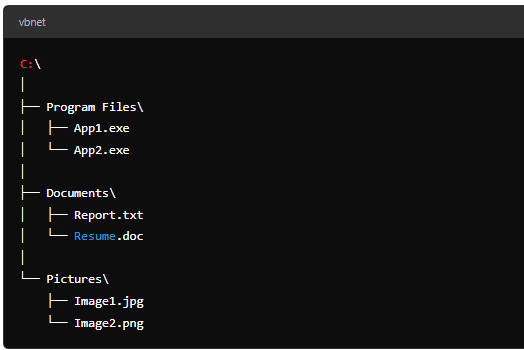 vbnet
C:\
│
├── Program Files\
│   ├── App1.exe
│   └── App2.exe
│
├── Documents\
│   ├── Report.txt
│   └── Resume.doc
│
└── Pictures\
    ├── Image1.jpg
    └── Image2.png